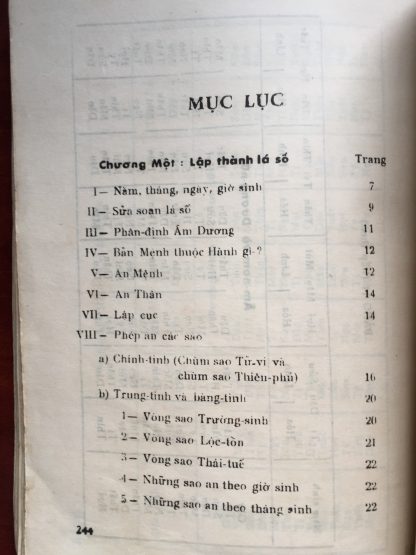 MỤC LỤC
Chương Một : Lập thành lá số Trang
I — Năm, tháng, ngày, giờ sinh 7
II — Sửa soạn lá số 9
III — Phân-định Âm Dương 11
IV — Bản Mệnh thuộc Hành gì ? 12
V — An Mệnh 12
VI — An Thân 14
VII — Lập cục 14
VIII — Phép an các sao
a) Chính-tinh (Chùm sao Tử-vi và
chùm sao Thiên-phủ) 16
b) Trung-tinh và bàng-tinh 20
1— Vòng sao Trường-sinh 20
2— Vòng sao Lộc-tồn 21
3— Vòng sao Thái-tuế 22
4— Những sao an theo giờ sinh 22
5— Những sao an theo tháng sinh 22
244